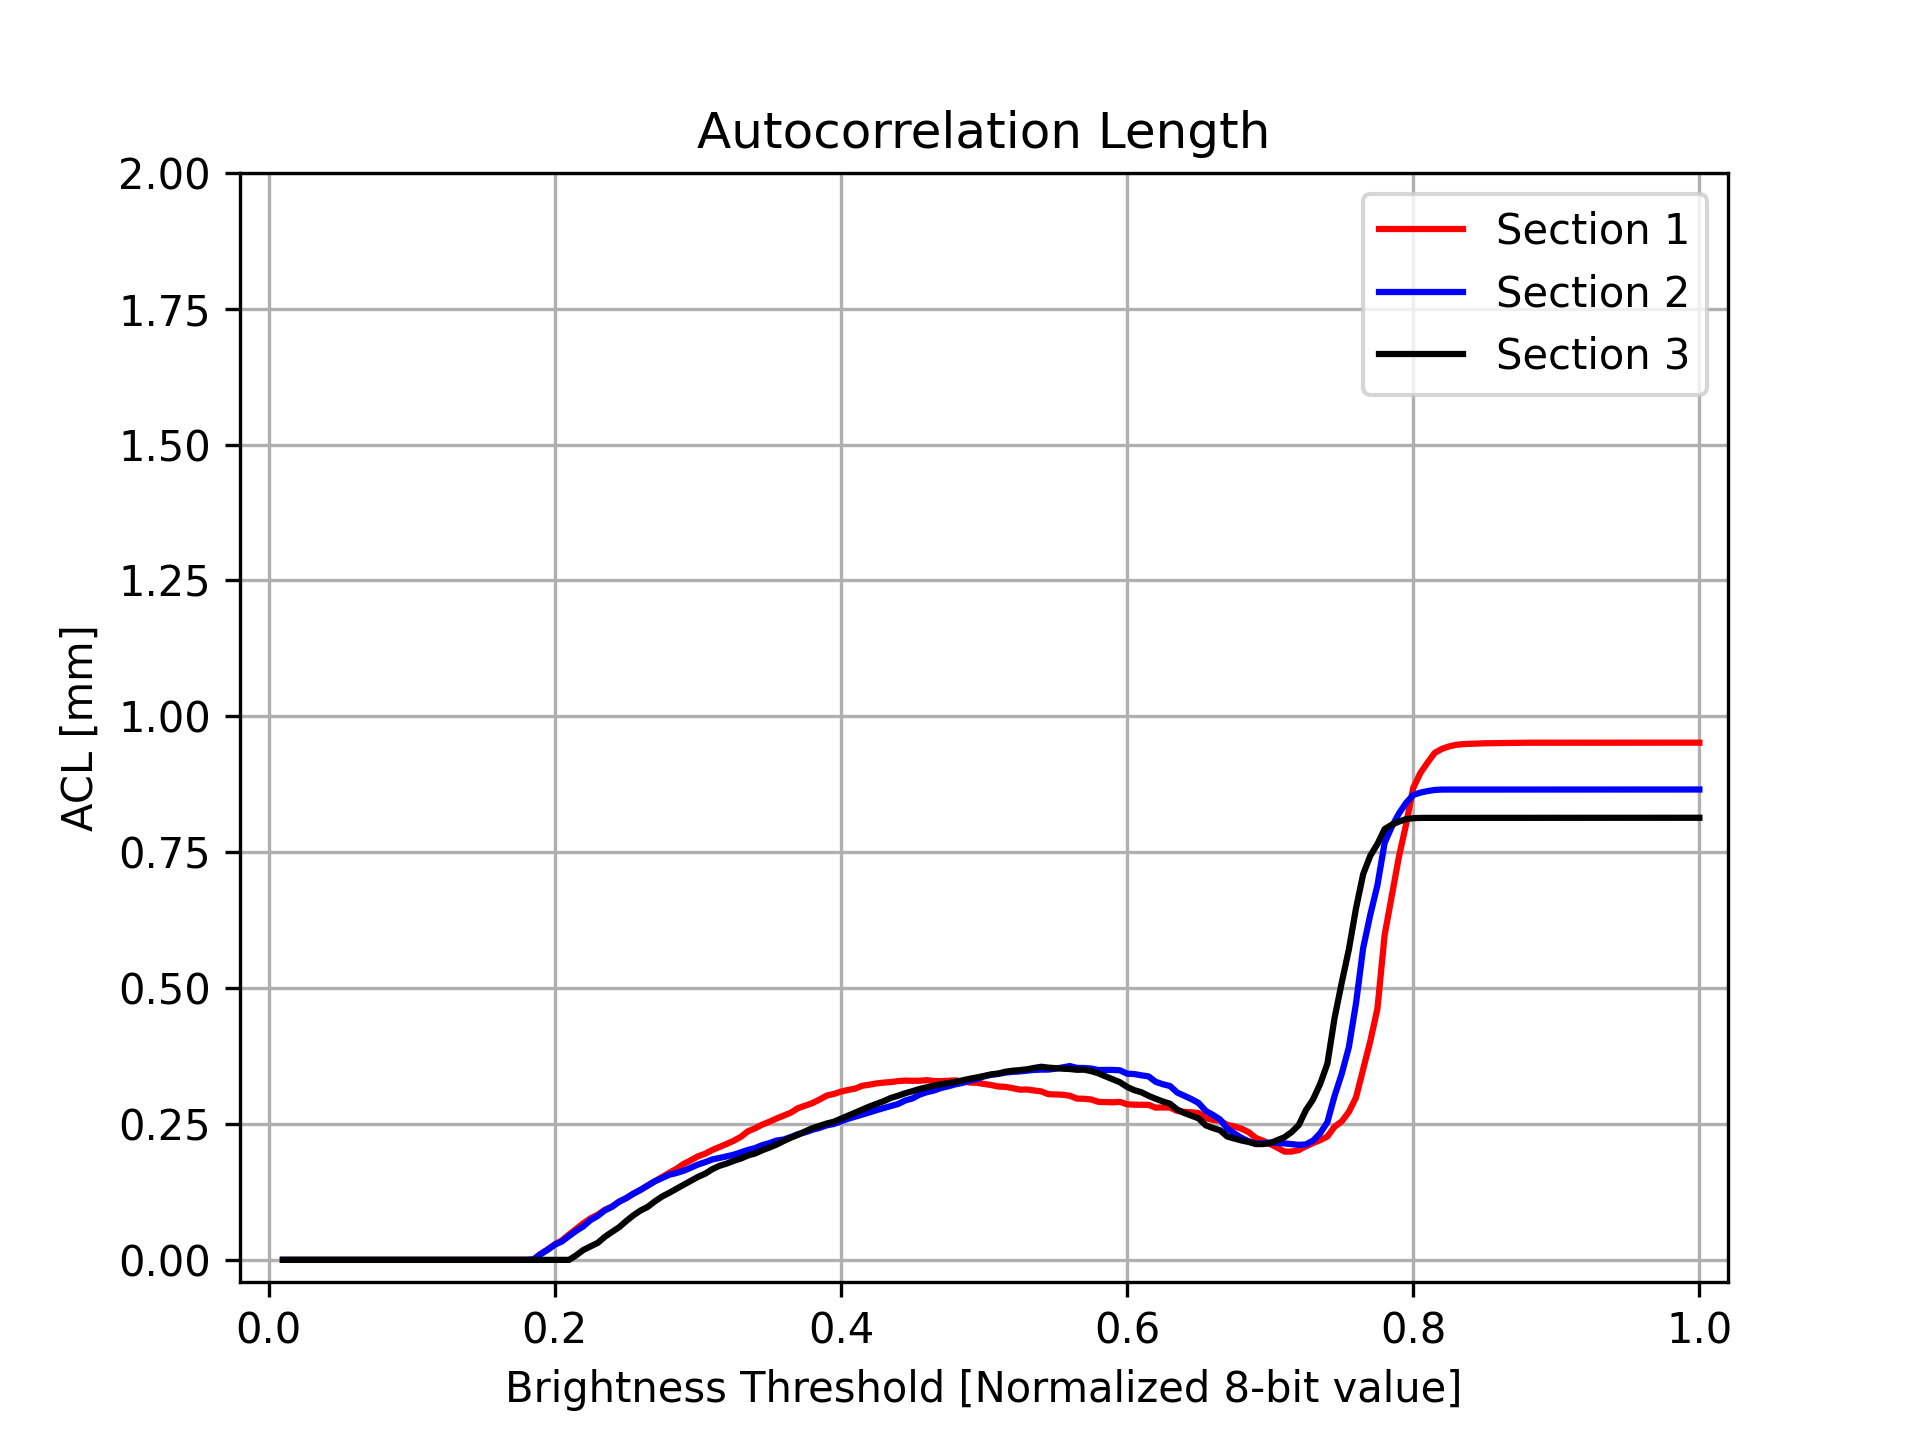 Autocorrelation Length
2.00
1.75
1.50
1.25
1.00
0.75
0.50
0.25
0.00
ACL [mm]
Section 1
Section 2
Section 3
0.0 0.2 0.4 0.6 0.8 1.0
Brightness Threshold [Normalized 8-bit value]